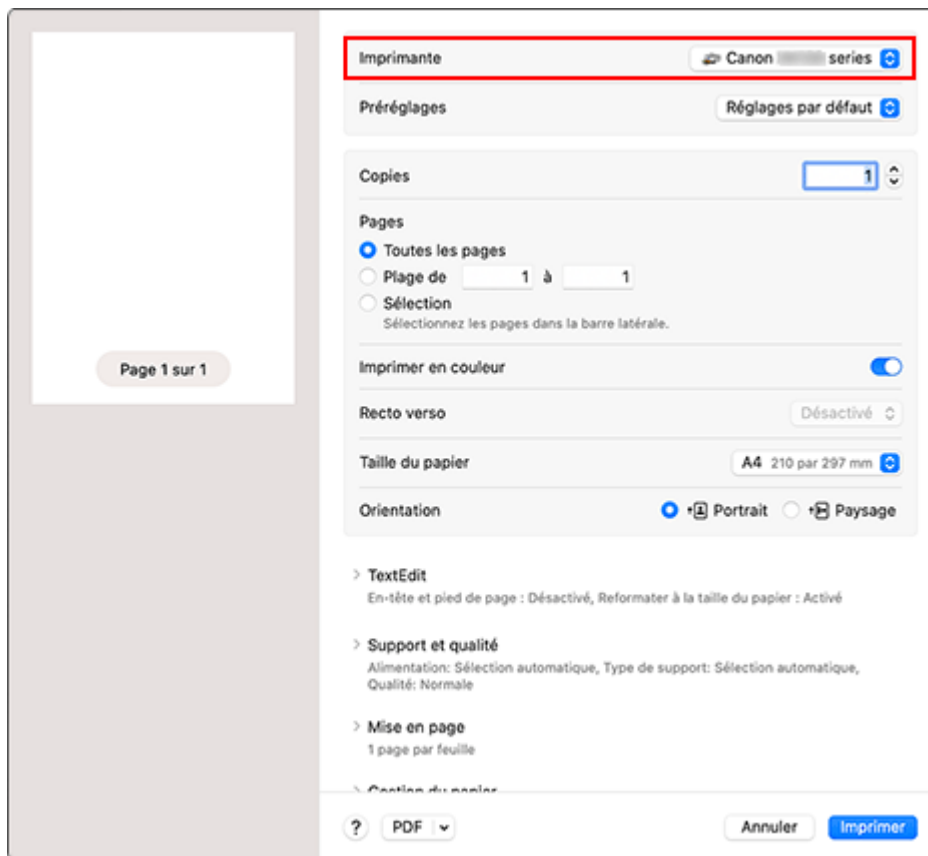 Imprimante Canon series
Préréglages Réglages par défaut
Copies 1
Pages
Toutes les pages
Plage de 1 à 1
Sélection
Sélectionnez les pages dans la barre latérale.
Page 1 sur 1
Imprimer en couleur
Recto verso Désactivé
Taille du papier A4 210 par 297 mm
Orientation Portrait Paysage
TextEdit
En-tête et pied de page : Désactivé, Reformater à la taille du papier : Activé
Support et qualité
Alimentation: Sélection automatique, Type de support: Sélection automatique,
Qualité: Normale
Mise en page
1 page par feuille
Gestion du papier
? PDF Annuler Imprimer